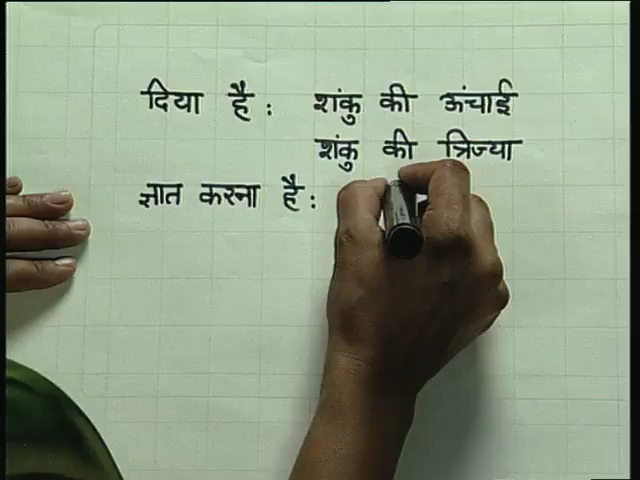 दिया है : शंकु की ऊंचाई
शंकु की त्रिज्या
ज्ञात करना है :